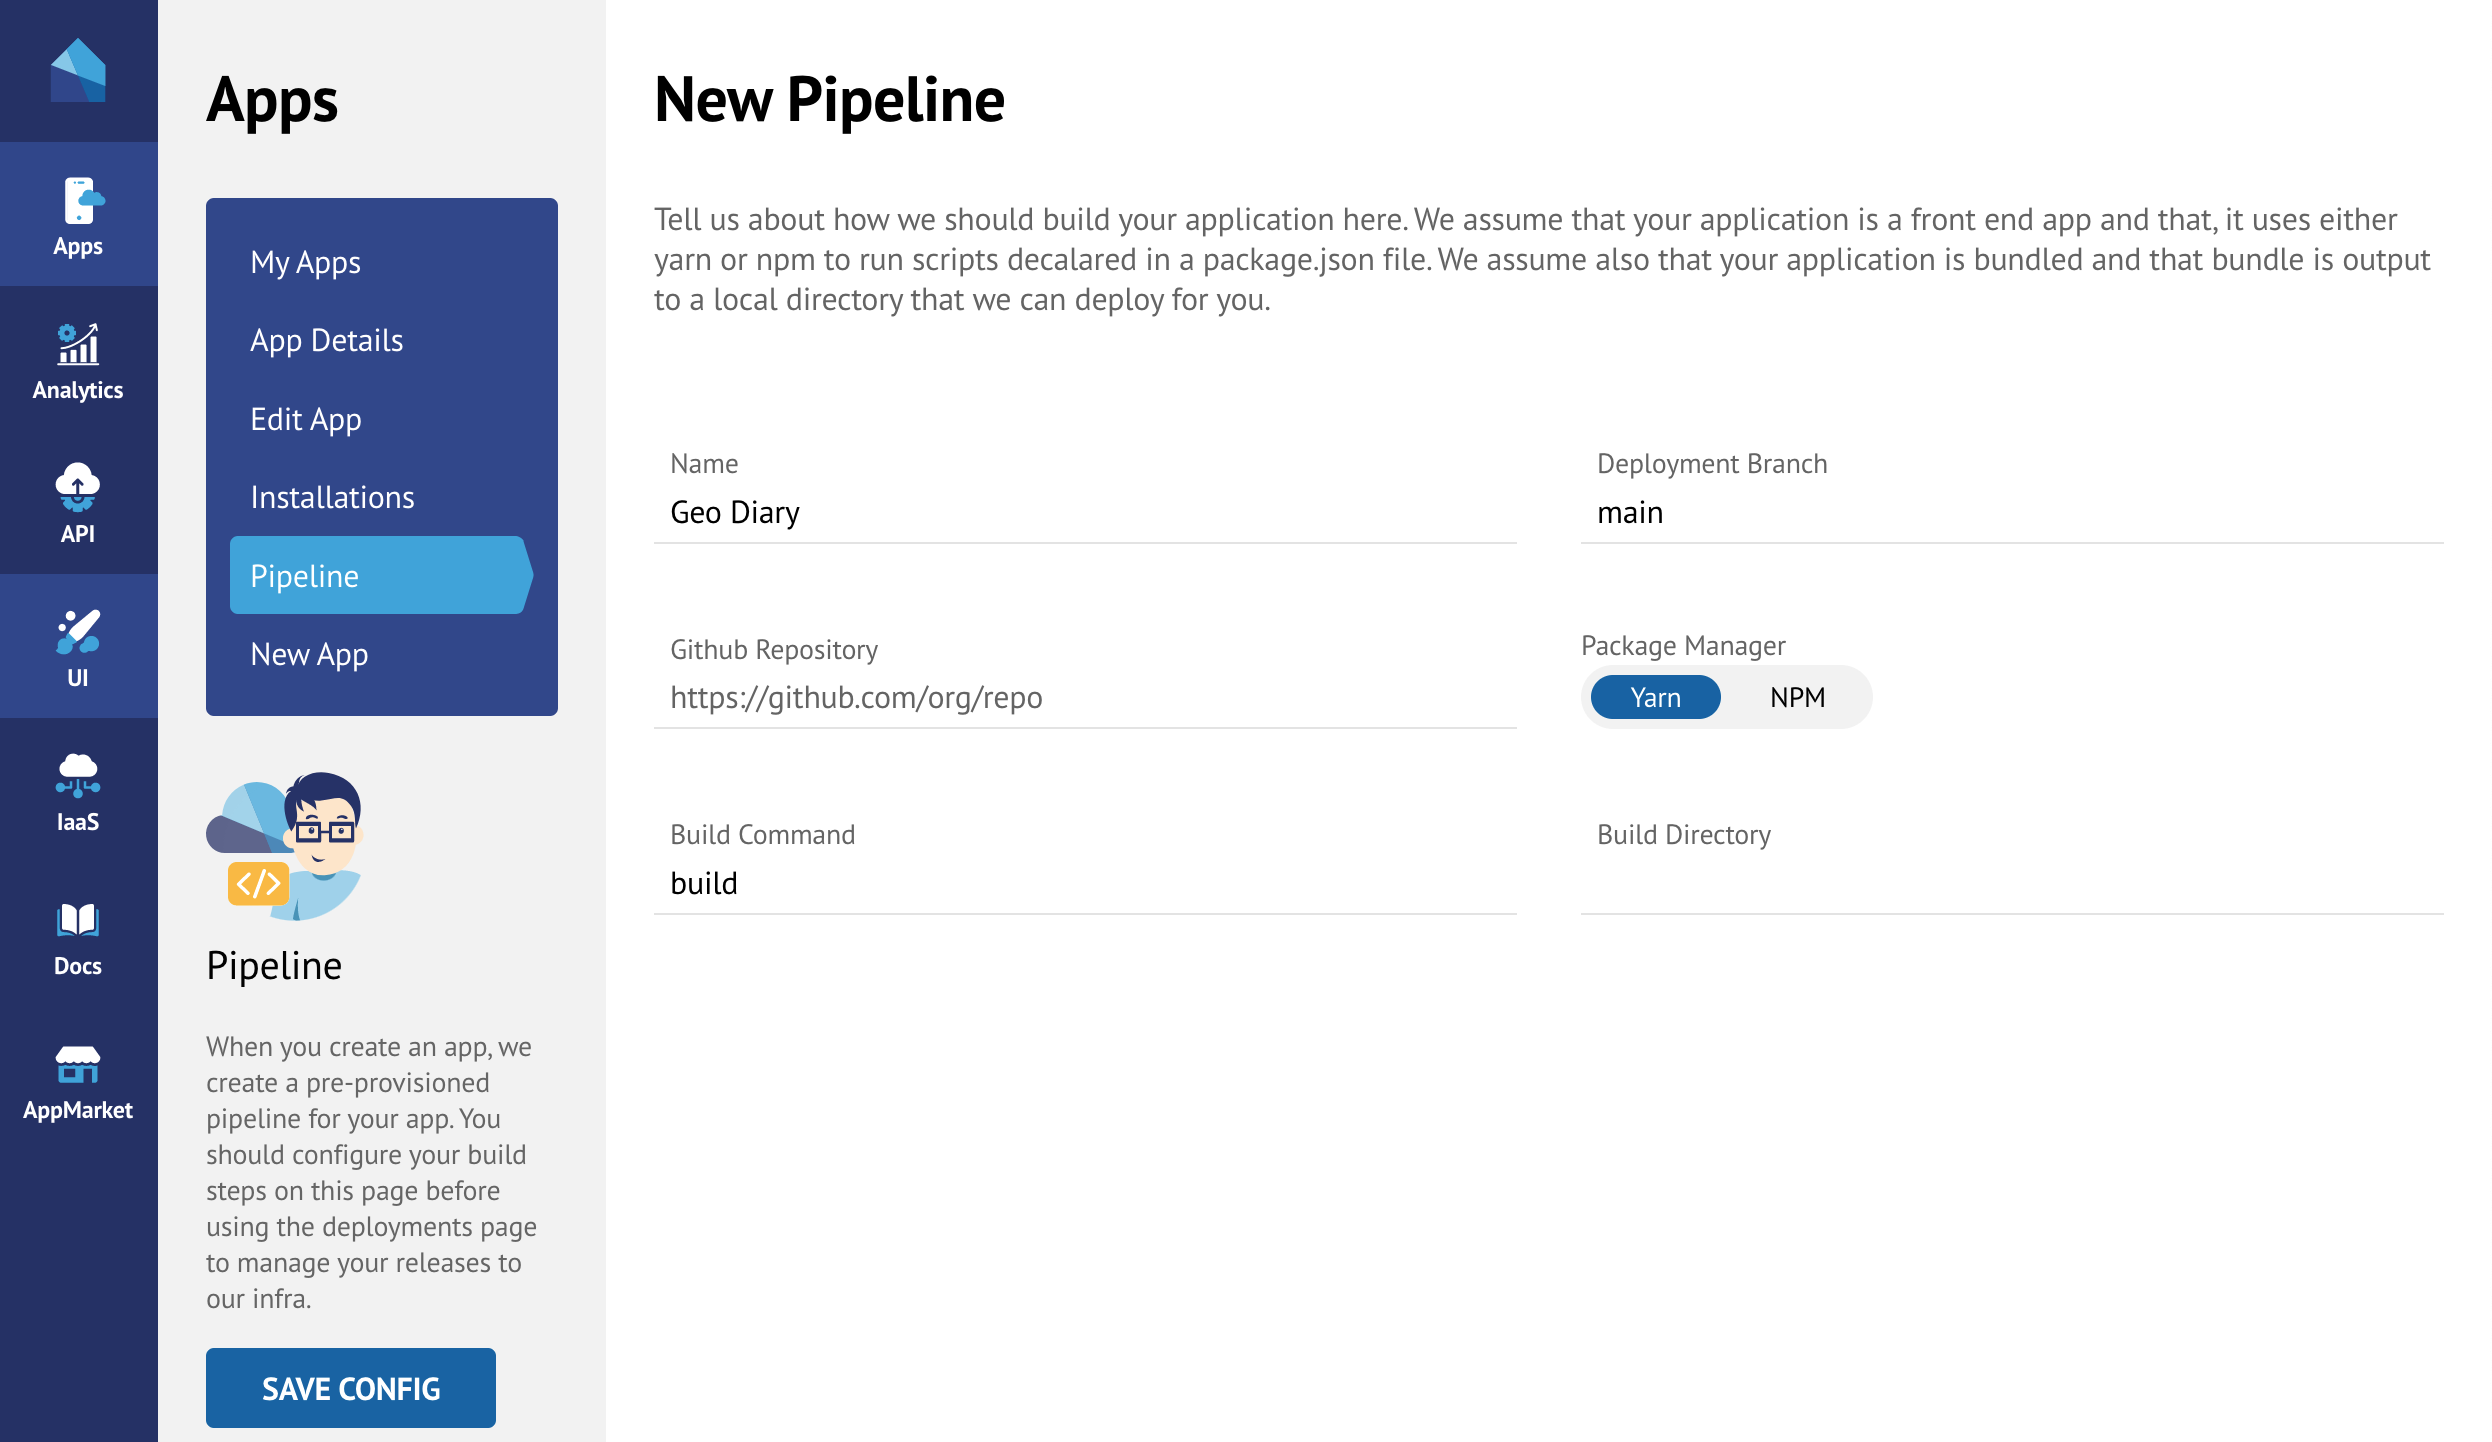 Apps
Analytics
API
UI
IaaS
Docs
AppMarket
Apps
My Apps
App Details
Edit App
Installations
Pipeline
New App
</>
Pipeline
When you create an app, we
create a pre-provisioned
pipeline for your app. You
should configure your build
steps on this page before
using the deployments page
to manage your releases to
our infra.
SAVE CONFIG
New Pipeline
Tell us about how we should build your application here. We assume that your application is a front end app and that, it uses either
yarn or npm to run scripts decalared in a package.json file. We assume also that your application is bundled and that bundle is output
to a local directory that we can deploy for you.
Name
Geo Diary
Deployment Branch
main
Github Repository
https://github.com/org/repo
Package Manager
Yarn NPM
Build Command
build
Build Directory